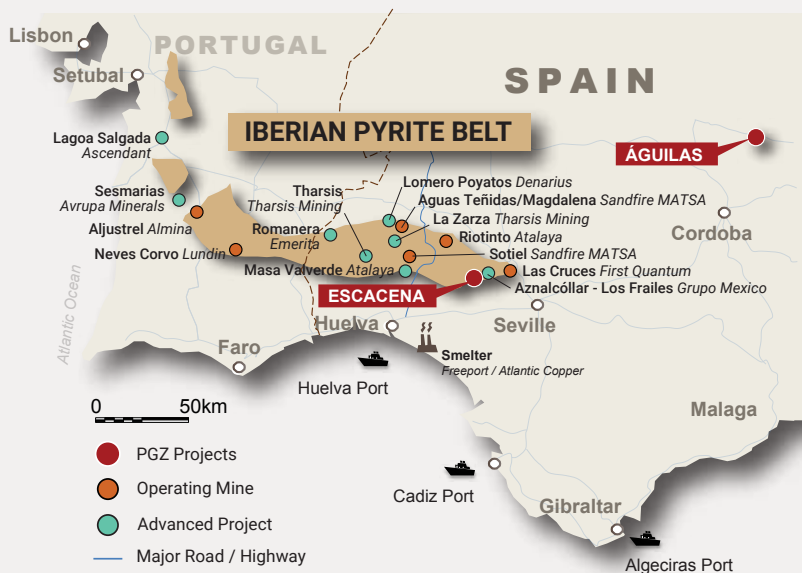 Lisbon
PORTUGAL
Setubal
SPAIN
IBERIAN PYRITE BELT
ÁGUILAS
Lagoa Salgada
Ascendant
Sesmarias
Avrupa Minerals
Tharsis
Tharsis Mining
Lomero Poyatos Denarius
Aguas Teñidas/Magdalena Sandfire MATSA
La Zarza Tharsis Mining
Cordoba
Aljustrel Almina
Romanera
Emerita
Riotinto Atalaya
Neves Corvo Lundin
Sotiel Sandfire MATSA
Masa Valverde Atalaya
Las Cruces First Quantum
Aznalcóllar - Los Frailes Grupo Mexico
ESCACENA
Atlantic Ocean
Huelva
Seville
Faro
Smelter
Freeport / Atlantic Copper
Huelva Port
0 50km
Malaga
PGZ Projects
Operating Mine
Cadiz Port
Gibraltar
Advanced Project
Major Road / Highway
Algeciras Port